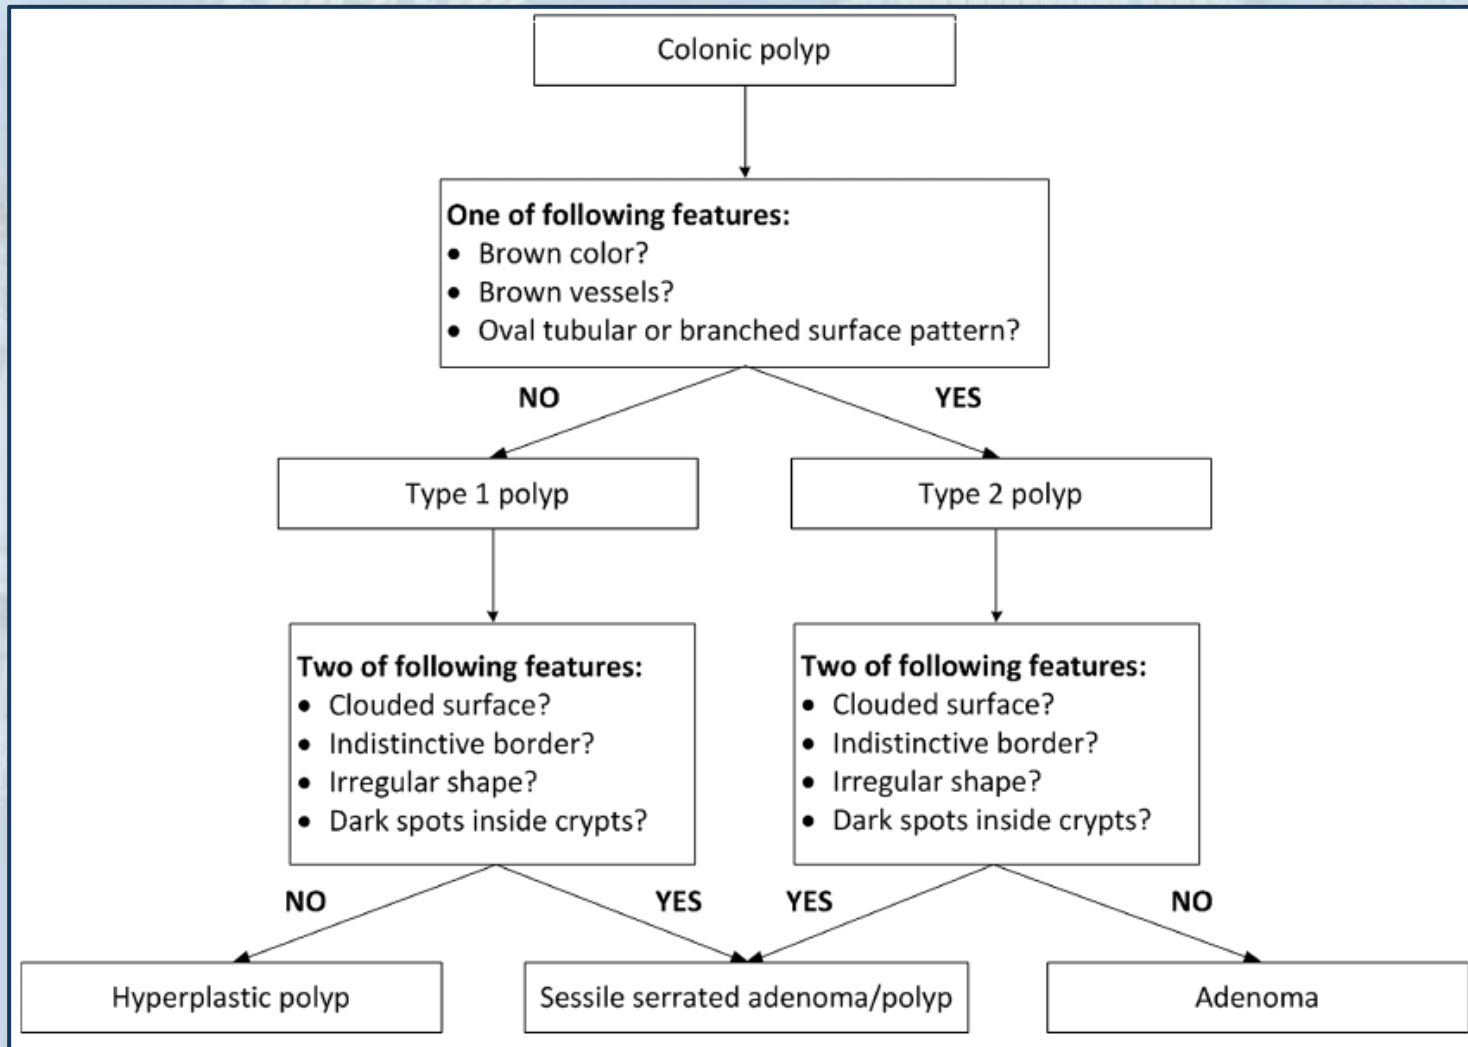 Colonic polyp
One of following features:
• Brown color?
• Brown vessels?
• Oval tubular or branched surface pattern?
NO
YES
Type 1 polyp
Type 2 polyp
Two of following features:
• Clouded surface?
• Indistinctive border?
• Irregular shape?
• Dark spots inside crypts?
Two of following features:
• Clouded surface?
• Indistinctive border?
• Irregular shape?
• Dark spots inside crypts?
NO
YES
YES
NO
Hyperplastic polyp
Sessile serrated adenoma/polyp
Adenoma